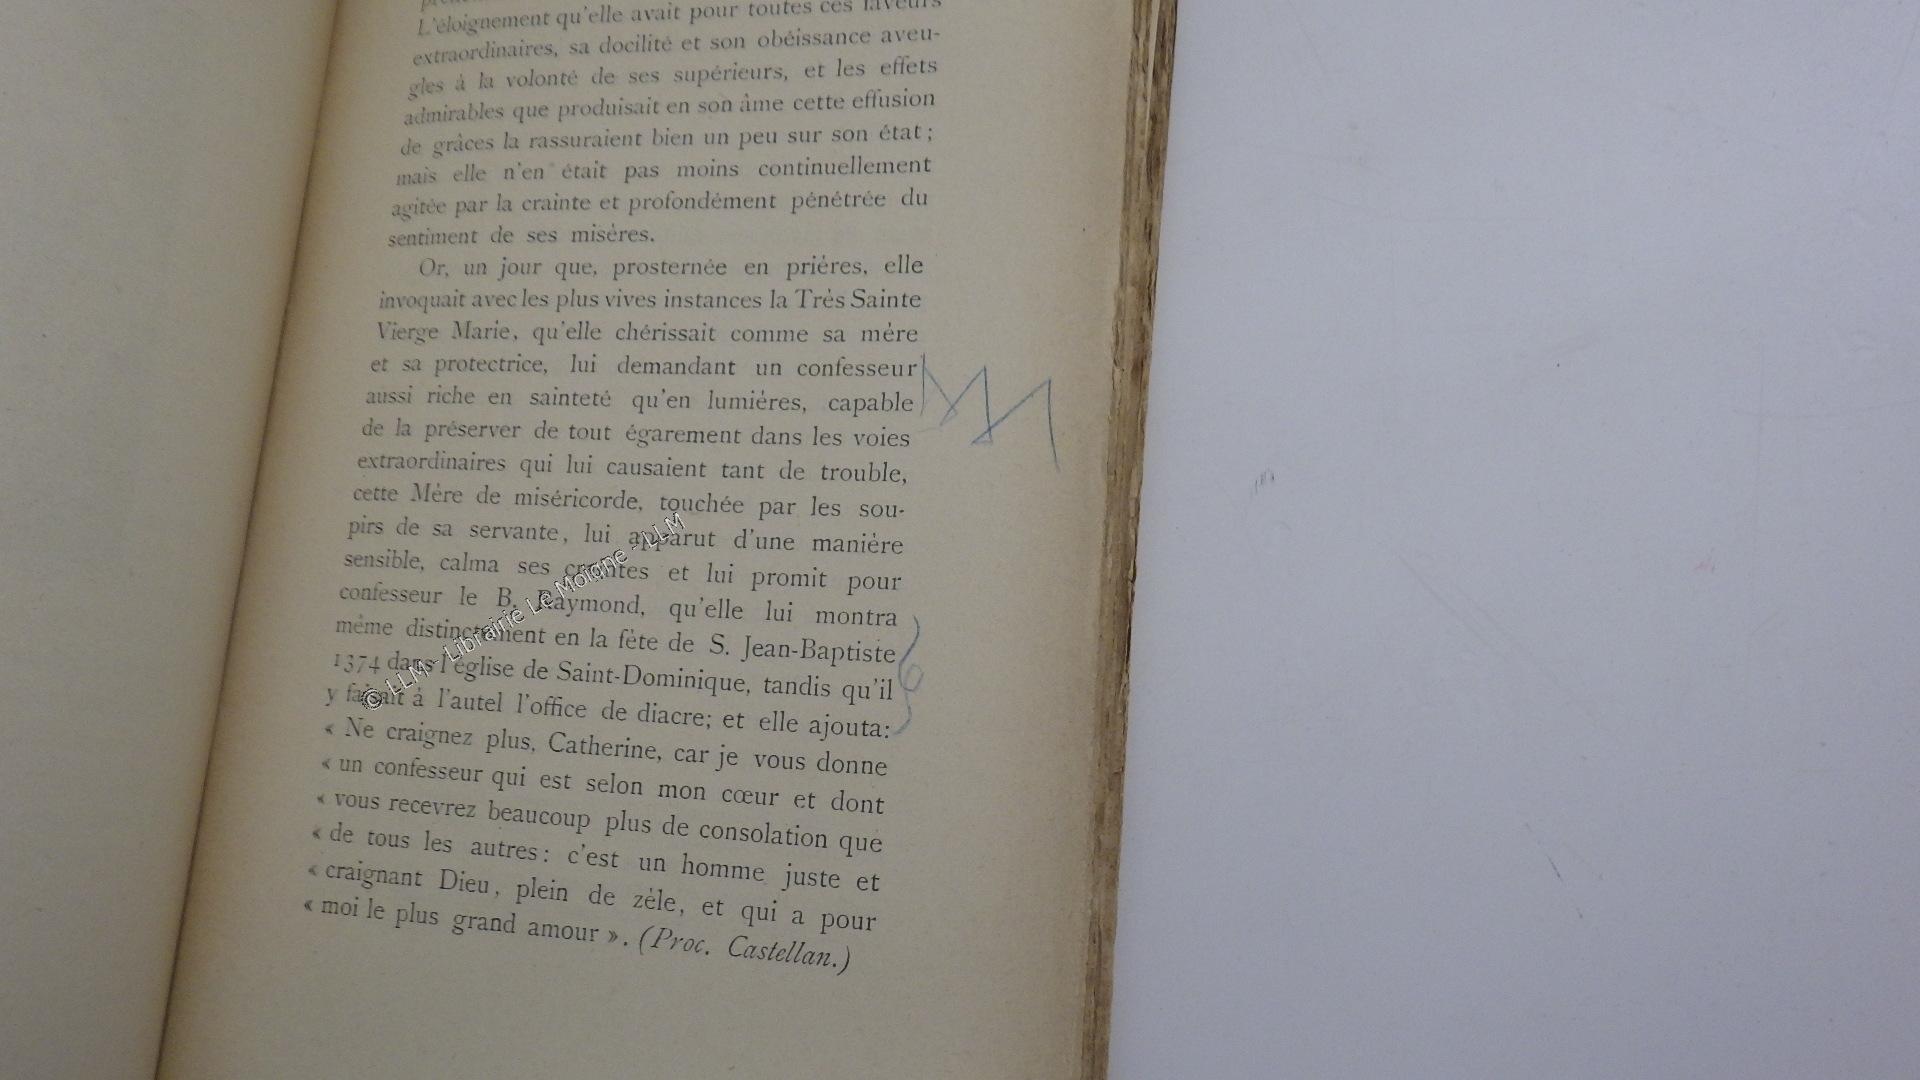 L'éloignement qu'elle avait pour toutes ces faveurs
extraordinaires, sa docilité et son obéissance aveu-
gles à la volonté de ses supérieurs, et les effets
admirables que produisait en son âme cette effusion
de grâces la rassuraient bien un peu sur son état ;
mais elle n'en était pas moins continuellement
agitée par la crainte et profondément pénétrée du
sentiment de ses misères.
Or, un jour que, prosternée en prières, elle
invoquait avec les plus vives instances la Très Sainte
Vierge Marie, qu'elle chérissait comme sa mère
et sa protectrice, lui demandant un confesseur
aussi riche en sainteté qu'en lumières, capable
de la préserver de tout égarement dans les voies
extraordinaires qui lui causaient tant de trouble,
cette Mère de miséricorde, touchée par les sou-
pirs de sa servante, lui apparut d'une manière
sensible, calma ses craintes et lui promit pour
confesseur le B. Raymond, qu'elle lui montra
même distinctement en la fête de S. Jean-Baptiste
1374 dans l'église de Saint-Dominique, tandis qu'il
y faisait à l'autel l'office de diacre; et elle ajouta:
« Ne craignez plus, Catherine, car je vous donne
« un confesseur qui est selon mon cœur et dont
« vous recevrez beaucoup plus de consolation que
« de tous les autres: c'est un homme juste et
« craignant Dieu, plein de zèle, et qui a pour
« moi le plus grand amour ». (Proc. Castellan.)
© LLM - Librairie Le Moigne - LLM